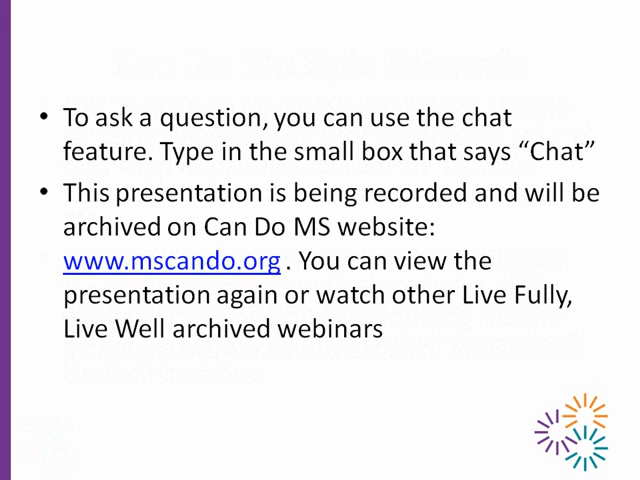 • To ask a question, you can use the chat
feature. Type in the small box that says “Chat”
• This presentation is being recorded and will be
archived on Can Do MS website:
www.mscando.org . You can view the
presentation again or watch other Live Fully,
Live Well archived webinars